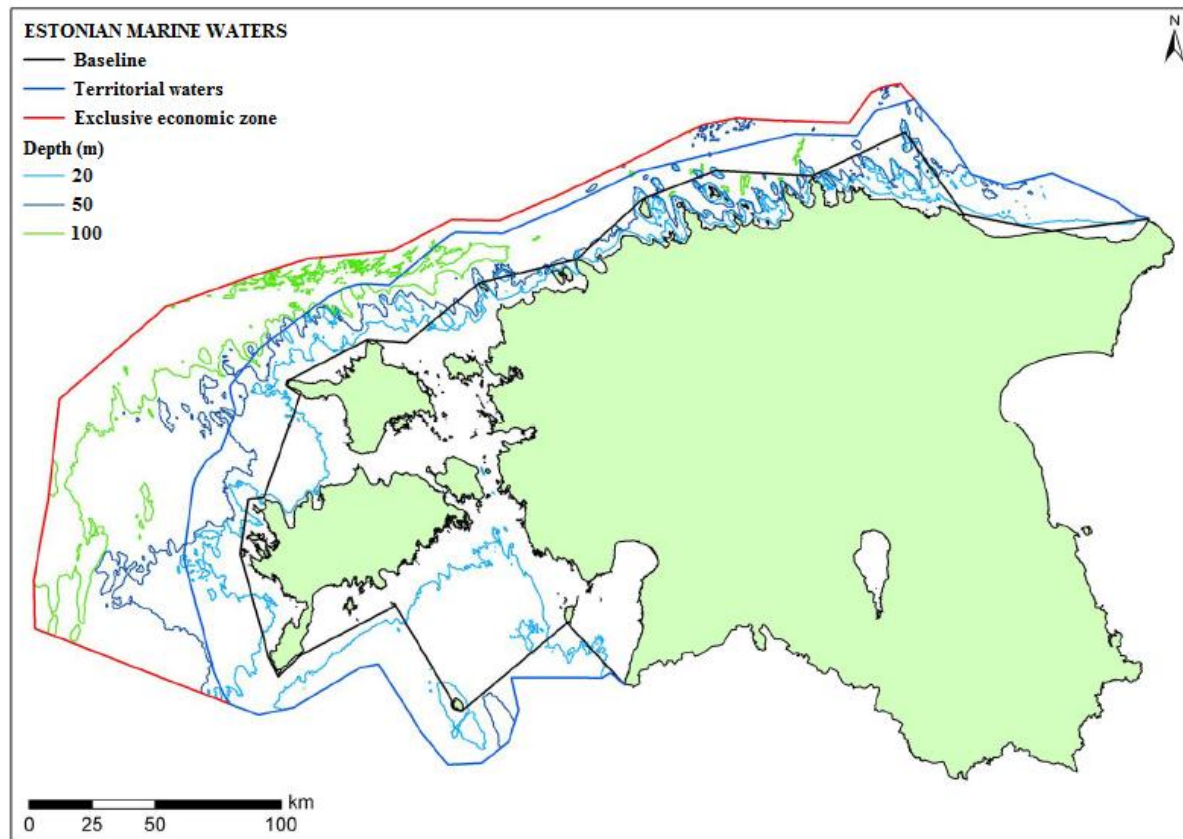 ESTONIAN MARINE WATERS
Baseline
Territorial waters
Exclusive economic zone
Depth (m)
20
50
100
N
km
0 25 50 100